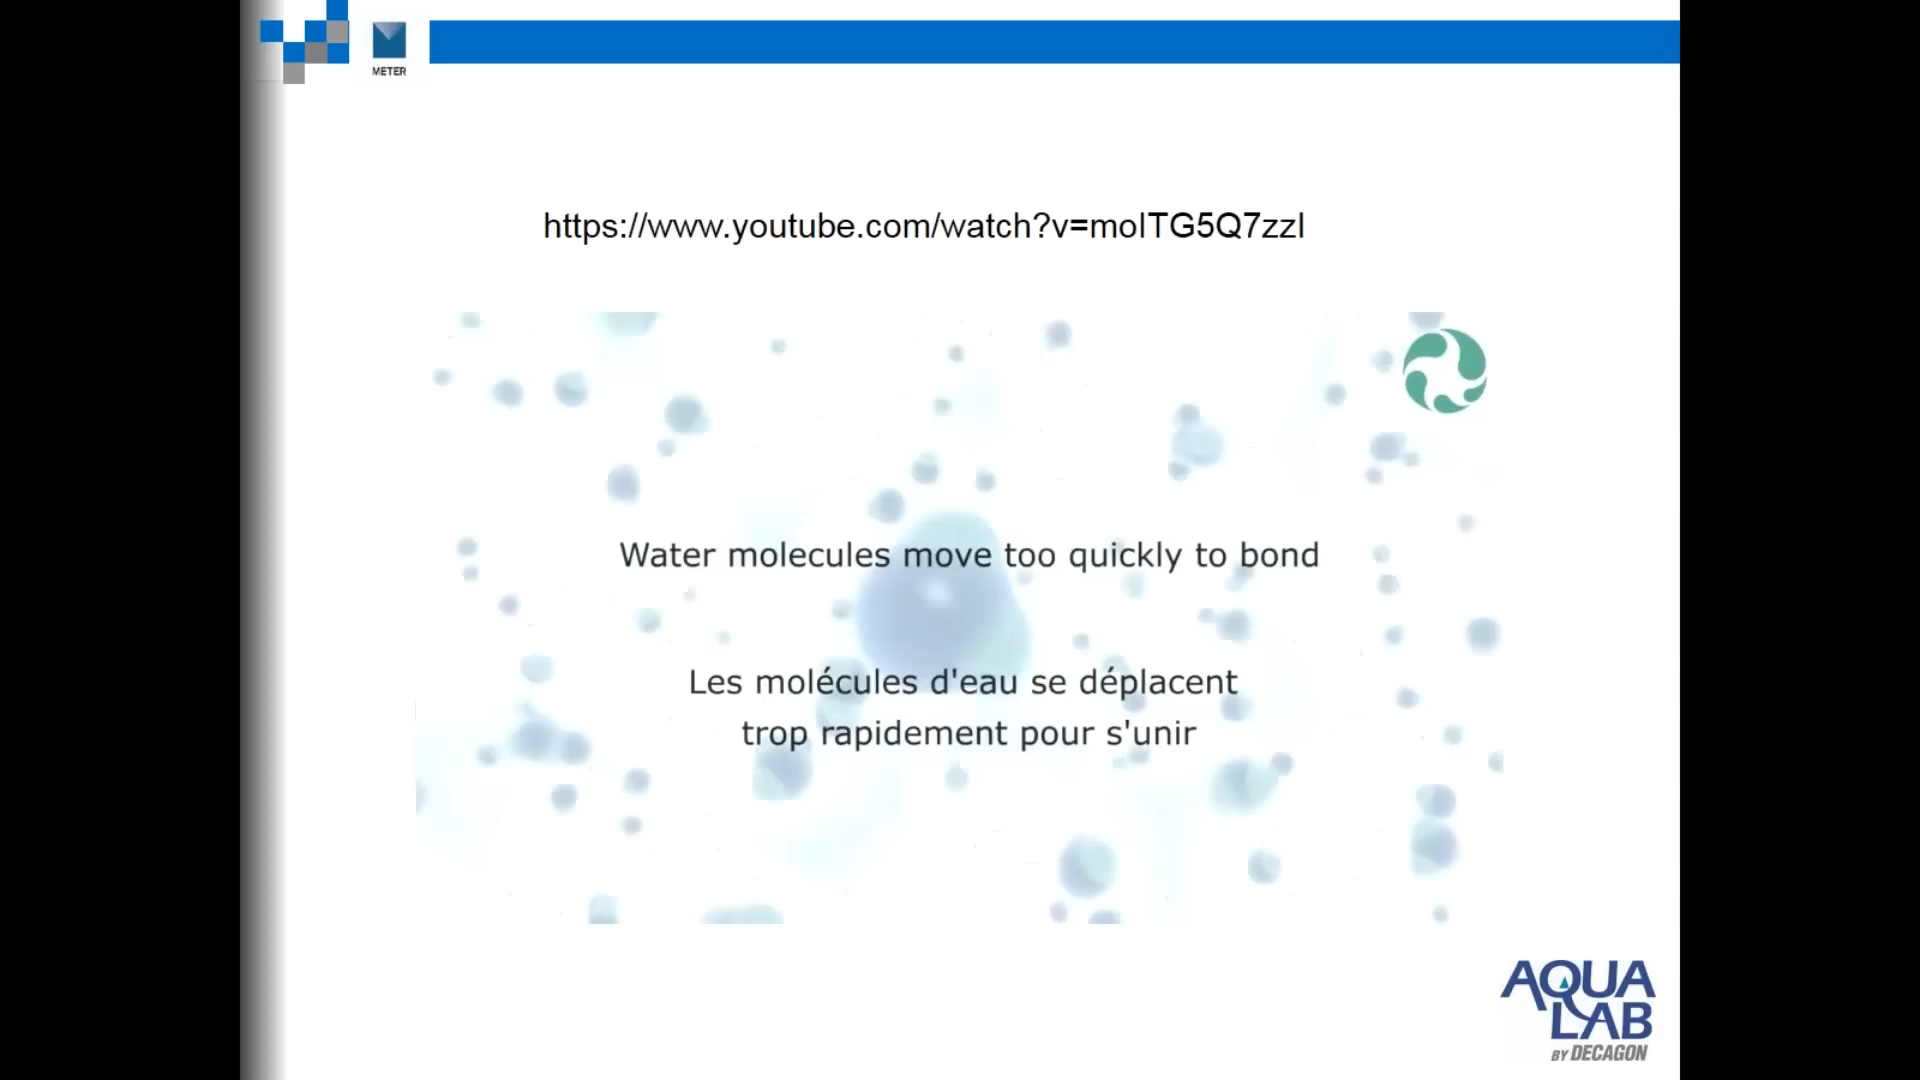 METER
https://www.youtube.com/watch?v=moITG5Q7zzI
Water molecules move too quickly to bond
Les molécules d'eau se déplacent
trop rapidement pour s'unir
AQUA
LAB
BY DECAGON